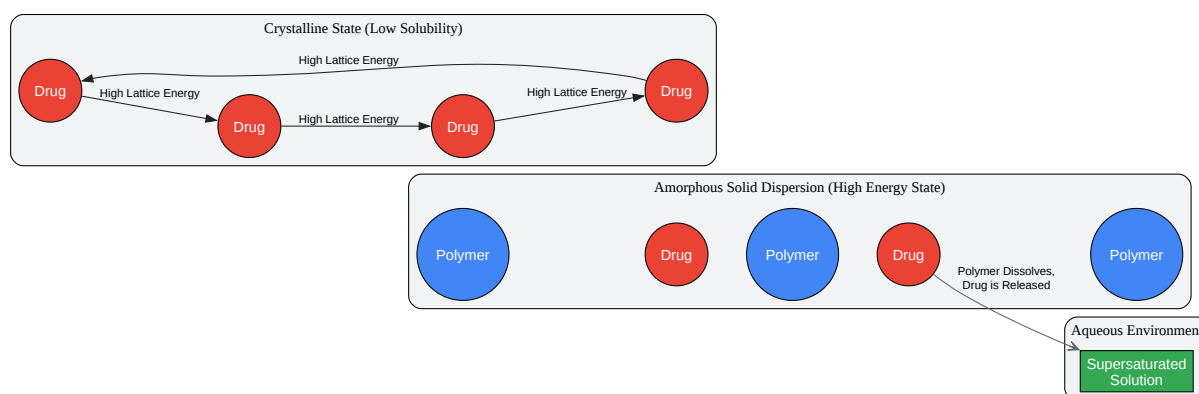 Crystalline State (Low Solubility)
High Lattice Energy
Drug
High Lattice Energy
Drug
High Lattice Energy
Drug
High Lattice Energy
Drug
Amorphous Solid Dispersion (High Energy State)
Polymer
Drug
Polymer
Drug
Polymer
Polymer Dissolves,
Drug is Released
Aqueous Environmen
Supersaturated
Solution